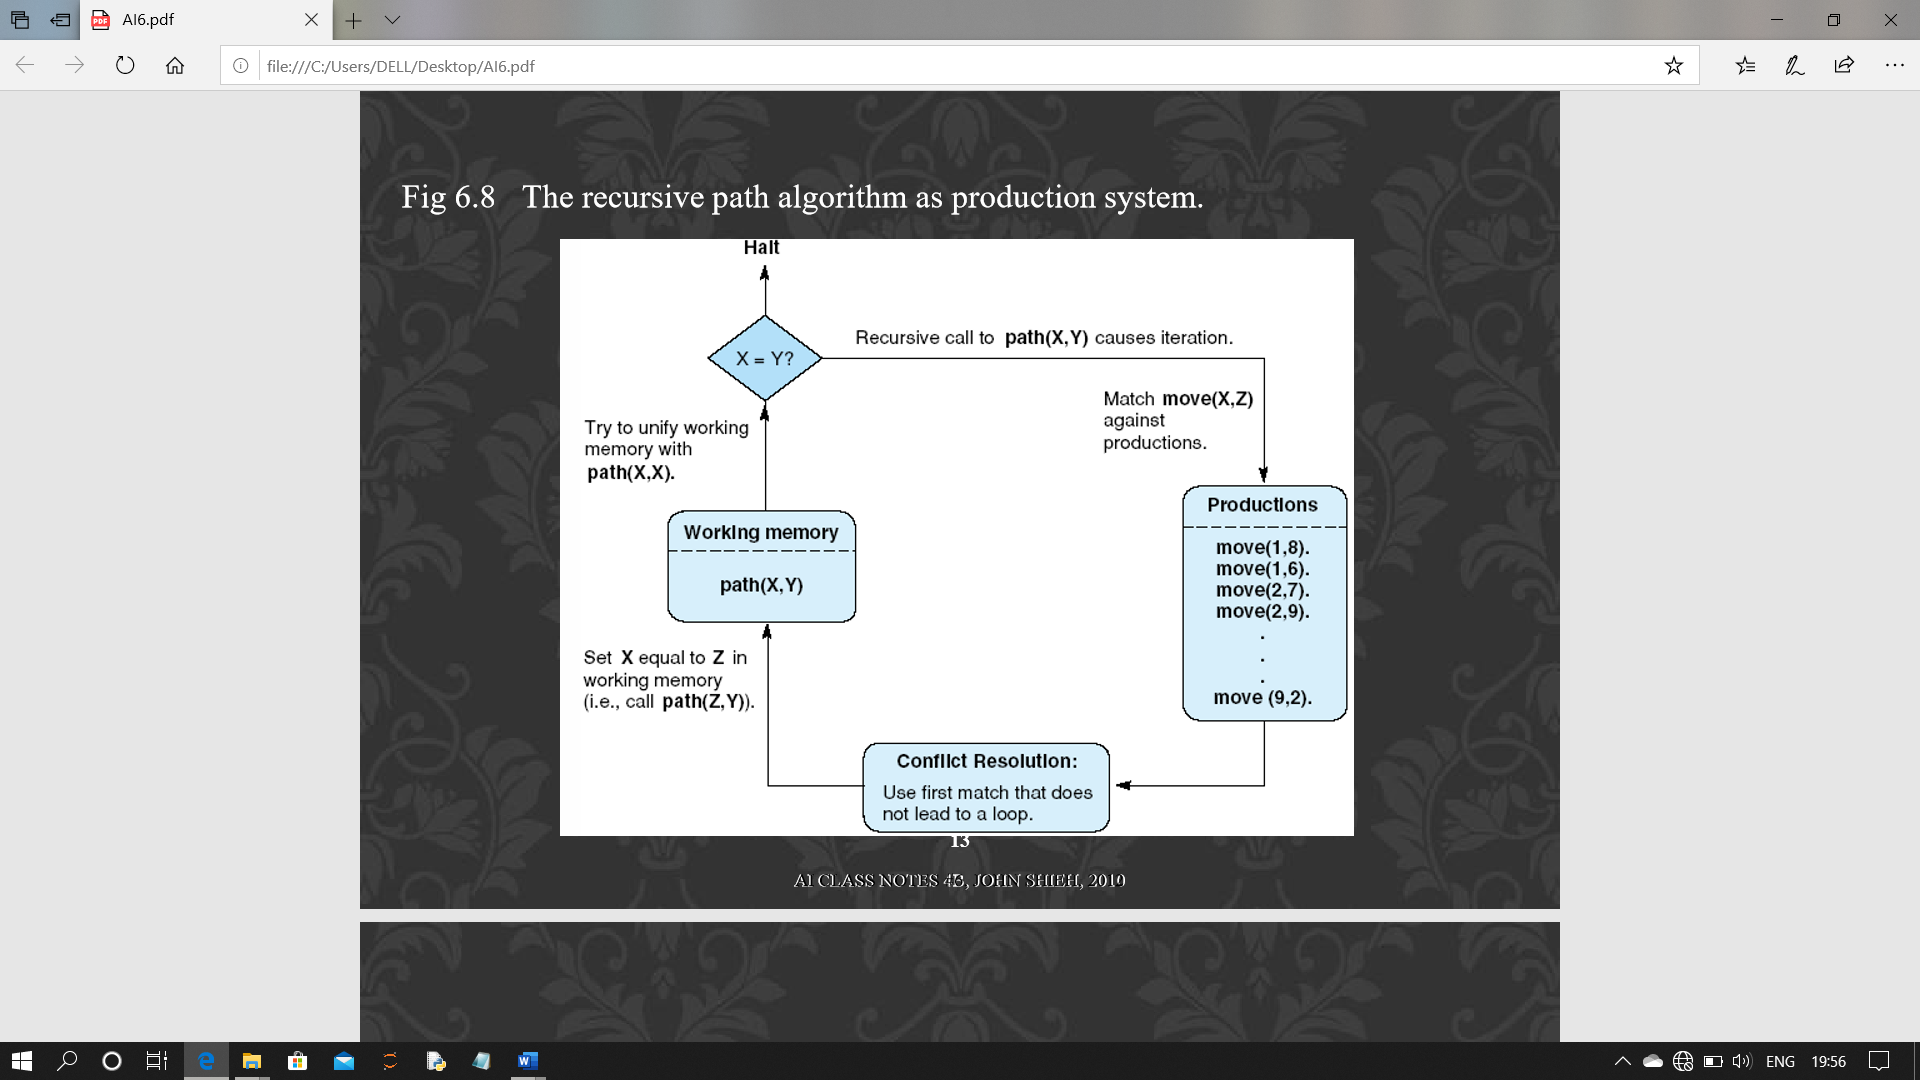 AI6.pdf
file:///C:/Users/DELL/Desktop/AI6.pdf
Fig 6.8 The recursive path algorithm as production system.
Halt
X = Y?
Recursive call to path(X,Y) causes iteration.
Match move(X,Z)
against
productions.
Try to unify working
memory with
path(X,X).
Working memory
path(X,Y)
Productions
move(1,8).
move(1,6).
move(2,7).
move(2,9).
.
.
.
move (9,2).
Set X equal to Z in
working memory
(i.e., call path(Z,Y)).
Conflict Resolution:
Use first match that does
not lead to a loop.
13
AI CLASS NOTES JOHN SHIEH, 2010
ENG 19:56